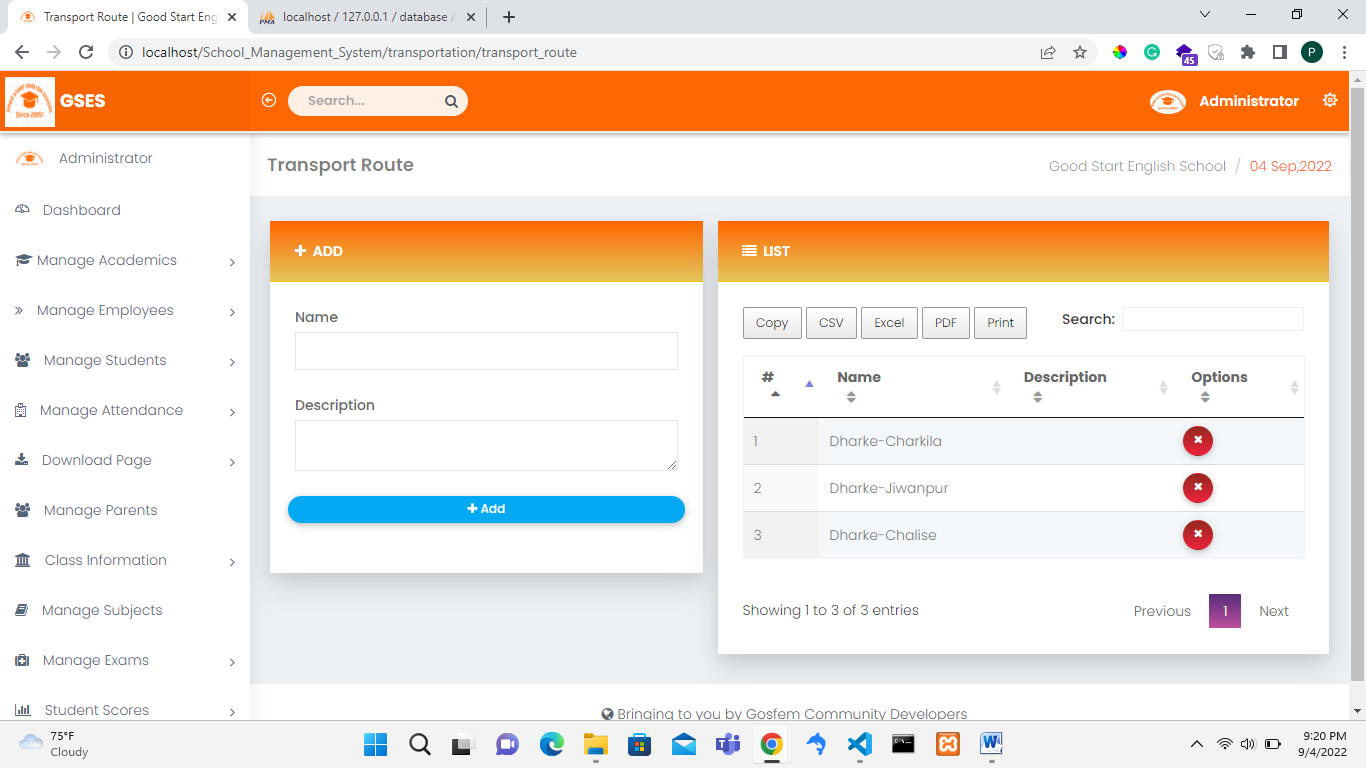 Transport Route | Good Start Eng
localhost / 127.0.0.1 / database /
localhost/School_Management_System/transportation/transport_route
45
P
GSES
Search...
Administrator
Administrator
Transport Route
Good Start English School / 04 Sep,2022
Dashboard
Manage Academics
Manage Employees
Manage Students
Manage Attendance
Download Page
Manage Parents
Class Information
Manage Subjects
Manage Exams
Student Scores
ADD
Name
Description
Add
LIST
Copy CSV Excel PDF Print Search:
# Name Description Options
1 Dharke-Charkila
2 Dharke-Jiwanpur
3 Dharke-Chalise
Showing 1 to 3 of 3 entries
Previous 1 Next
Bringing to you by Gosfem Community Developers
75°F
Cloudy
9:20 PM
9/4/2022